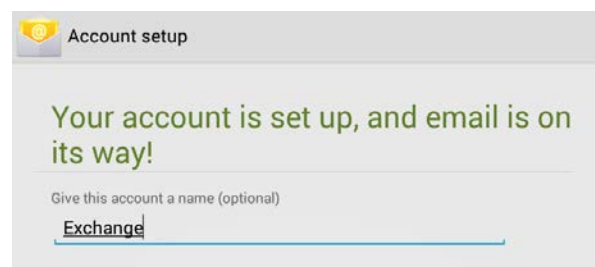 Account setup
Your account is set up, and email is on
its way!
Give this account a name (optional)
Exchange